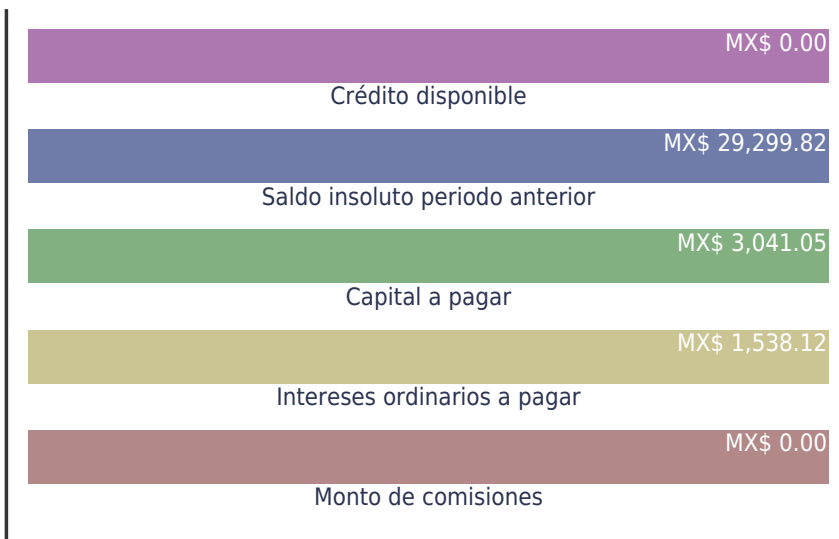 MX$ 0.00
Crédito disponible
MX$ 29,299.82
Saldo insoluto periodo anterior
MX$ 3,041.05
Capital a pagar
MX$ 1,538.12
Intereses ordinarios a pagar
MX$ 0.00
Monto de comisiones